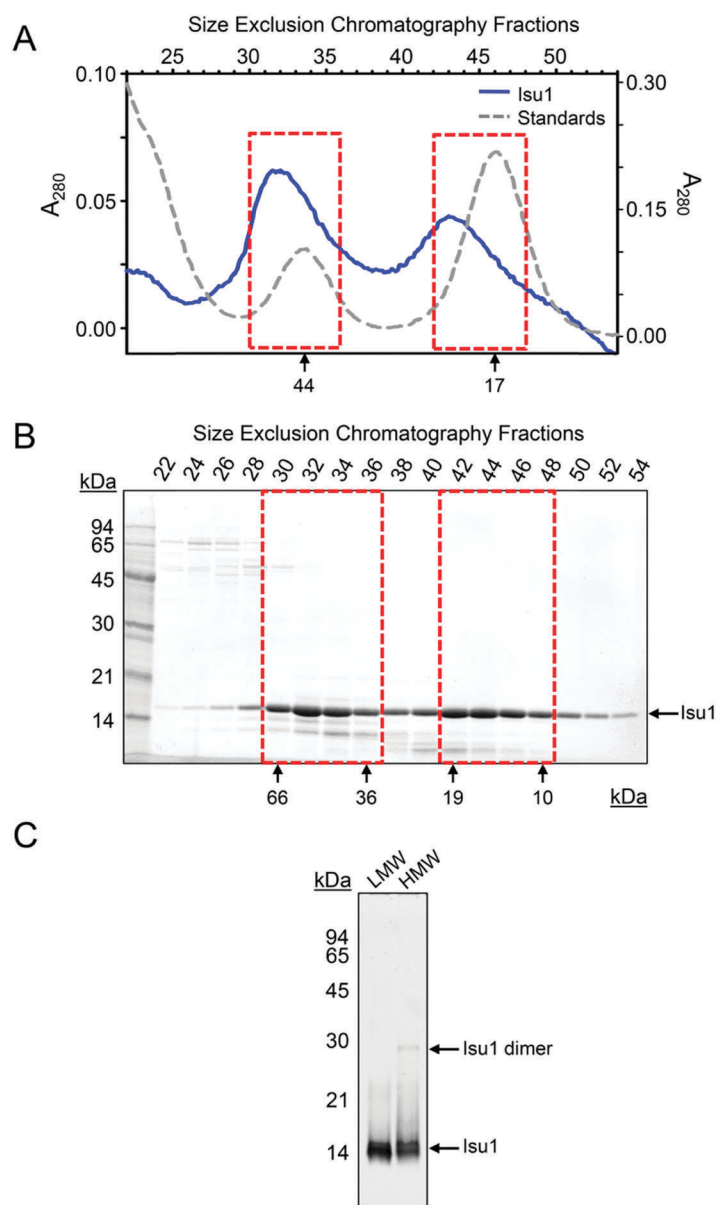 A
Size Exclusion Chromatography Fractions
25 30 35 40 45 50
0.10 0.30
Isu1
Standards
A280 0.05 0.15 A280
0.00 0.00
44 17
B
Size Exclusion Chromatography Fractions
kDa 22 24 26 28 30 32 34 36 38 40 42 44 46 48 50 52 54
94
65
45
30
21
14 Isu1
66 36 19 10 kDa
C
kDa LMW HMW
94
65
45
30 Isu1 dimer
21
14 Isu1